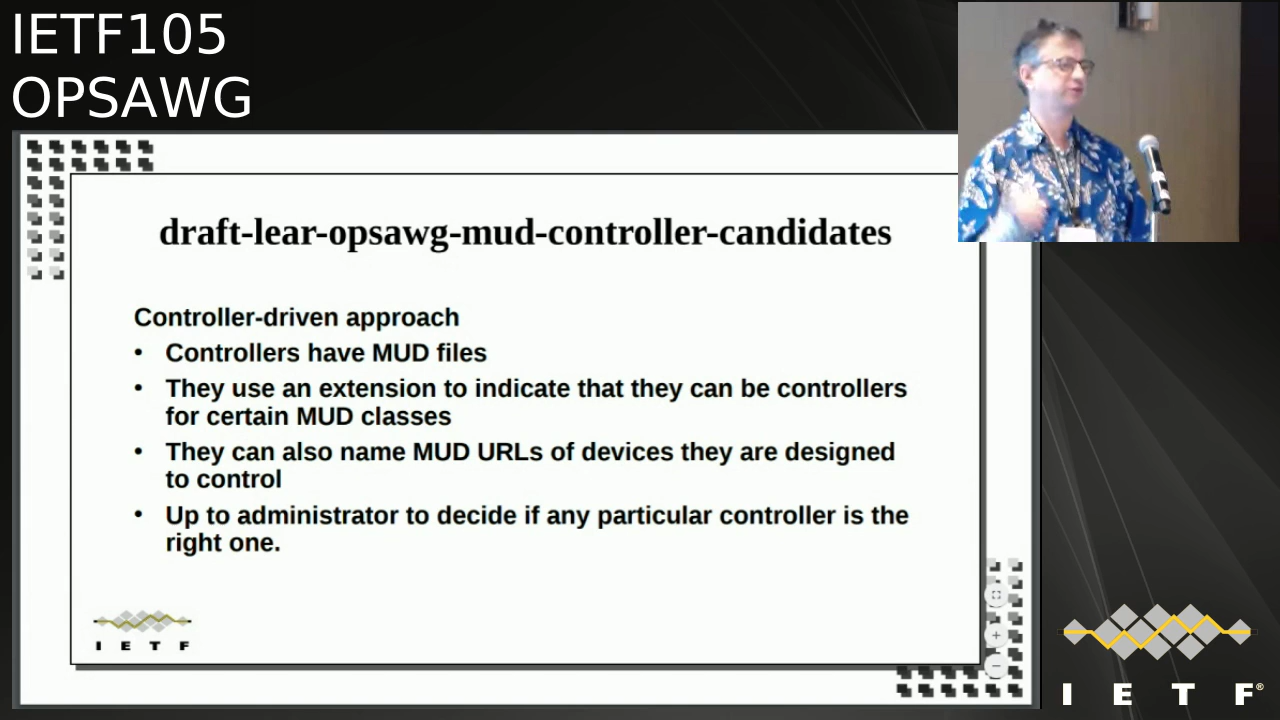 IETF105
OPSAWG
draft-lear-opsawg-mud-controller-candidates
Controller-driven approach
• Controllers have MUD files
• They use an extension to indicate that they can be controllers
for certain MUD classes
• They can also name MUD URLs of devices they are designed
to control
• Up to administrator to decide if any particular controller is the
right one.
I E T F
I E T F®